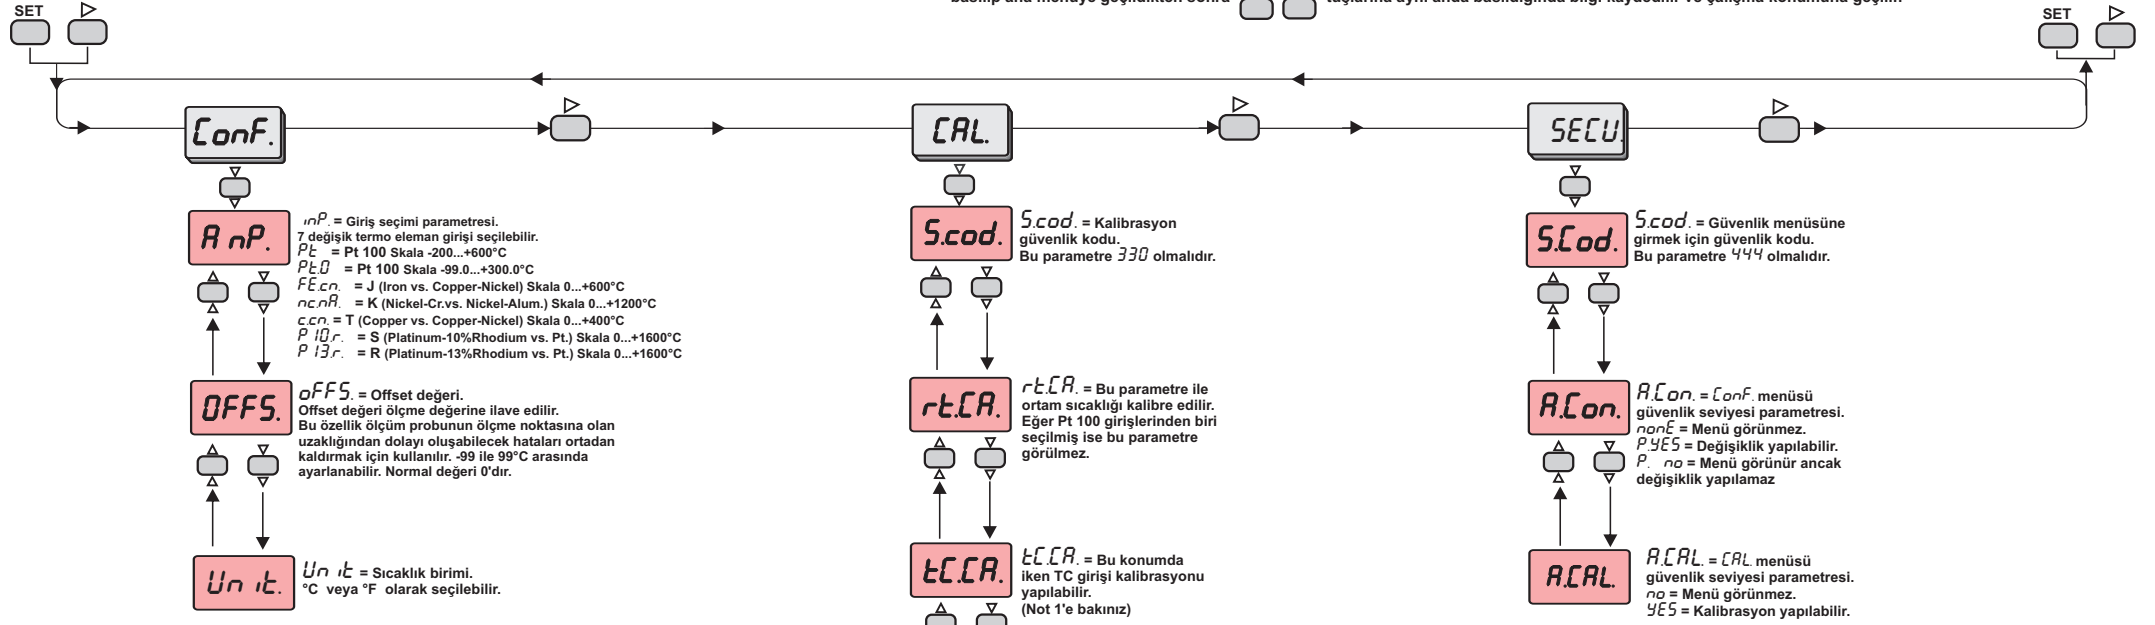 SET
SET
ConF.
CAL.
SECU.
A nP.
inP. = Giriş seçimi parametresi.
7 değişik termo eleman girişi seçilebilir.
Pt = Pt 100 Skala -200...+600°C
Pt.0 = Pt 100 Skala -99.0...+300.0°C
FE.cn. = J (Iron vs. Copper-Nickel) Skala 0...+600°C
nc.nA. = K (Nickel-Cr.vs. Nickel-Alum.) Skala 0...+1200°C
c.cn. = T (Copper vs. Copper-Nickel) Skala 0...+400°C
P 10.r. = S (Platinum-10%Rhodium vs. Pt.) Skala 0...+1600°C
P 13.r. = R (Platinum-13%Rhodium vs. Pt.) Skala 0...+1600°C
OFFS.
oFFS. = Offset değeri.
Offset değeri ölçme değerine ilave edilir.
Bu özellik ölçüm probunun ölçme noktasına olan
uzaklığından dolayı oluşabilecek hataları ortadan
kaldırmak için kullanılır. -99 ile 99°C arasında
ayarlanabilir. Normal değeri 0'dır.
Unit.
Unit = Sıcaklık birimi.
°C veya °F olarak seçilebilir.
S.cod.
S.cod. = Kalibrasyon
güvenlik kodu.
Bu parametre 330 olmalıdır.
rt.CA.
rt.CA. = Bu parametre ile
ortam sıcaklığı kalibre edilir.
Eğer Pt 100 girişlerinden biri
seçilmiş ise bu parametre
görülmez.
tC.CA.
tC.CA. = Bu konumda
iken TC girişi kalibrasyonu
yapılabilir.
(Not 1'e bakınız)
S.Cod.
S.cod. = Güvenlik menüsüne
girmek için güvenlik kodu.
Bu parametre 444 olmalıdır.
A.Con.
A.Con. = ConF. menüsü
güvenlik seviyesi parametresi.
nonE = Menü görünmez.
P.YES = Değişiklik yapılabilir.
P. no = Menü görünür ancak
değişiklik yapılamaz
A.CAL.
A.CAL. = CAL. menüsü
güvenlik seviyesi parametresi.
no = Menü görünmez.
YES = Kalibrasyon yapılabilir.